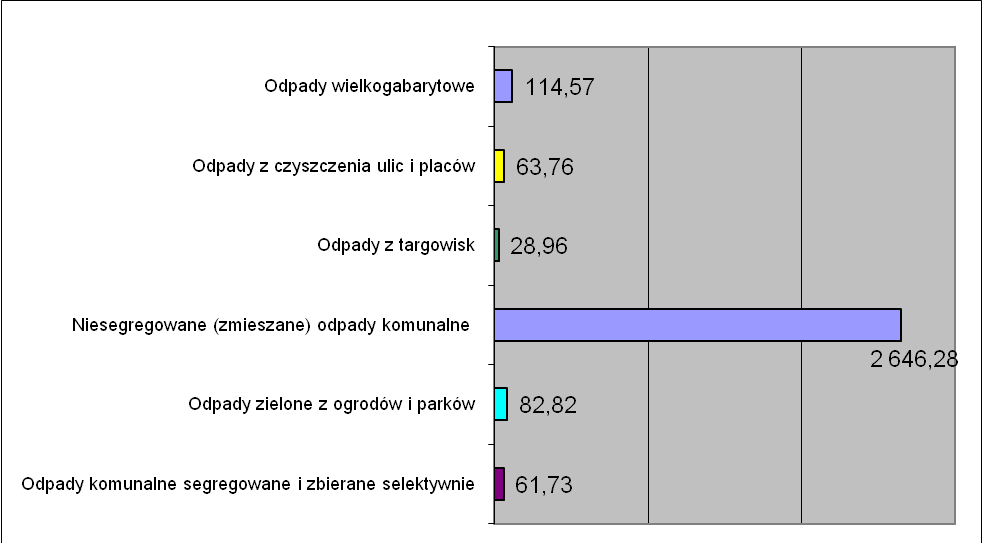 Odpady wielkogabarytowe 114,57
Odpady z czyszczenia ulic i placów 63,76
Odpady z targowisk 28,96
Niesegregowane (zmieszane) odpady komunalne 2 646,28
Odpady zielone z ogrodów i parków 82,82
Odpady komunalne segregowane i zbierane selektywnie 61,73